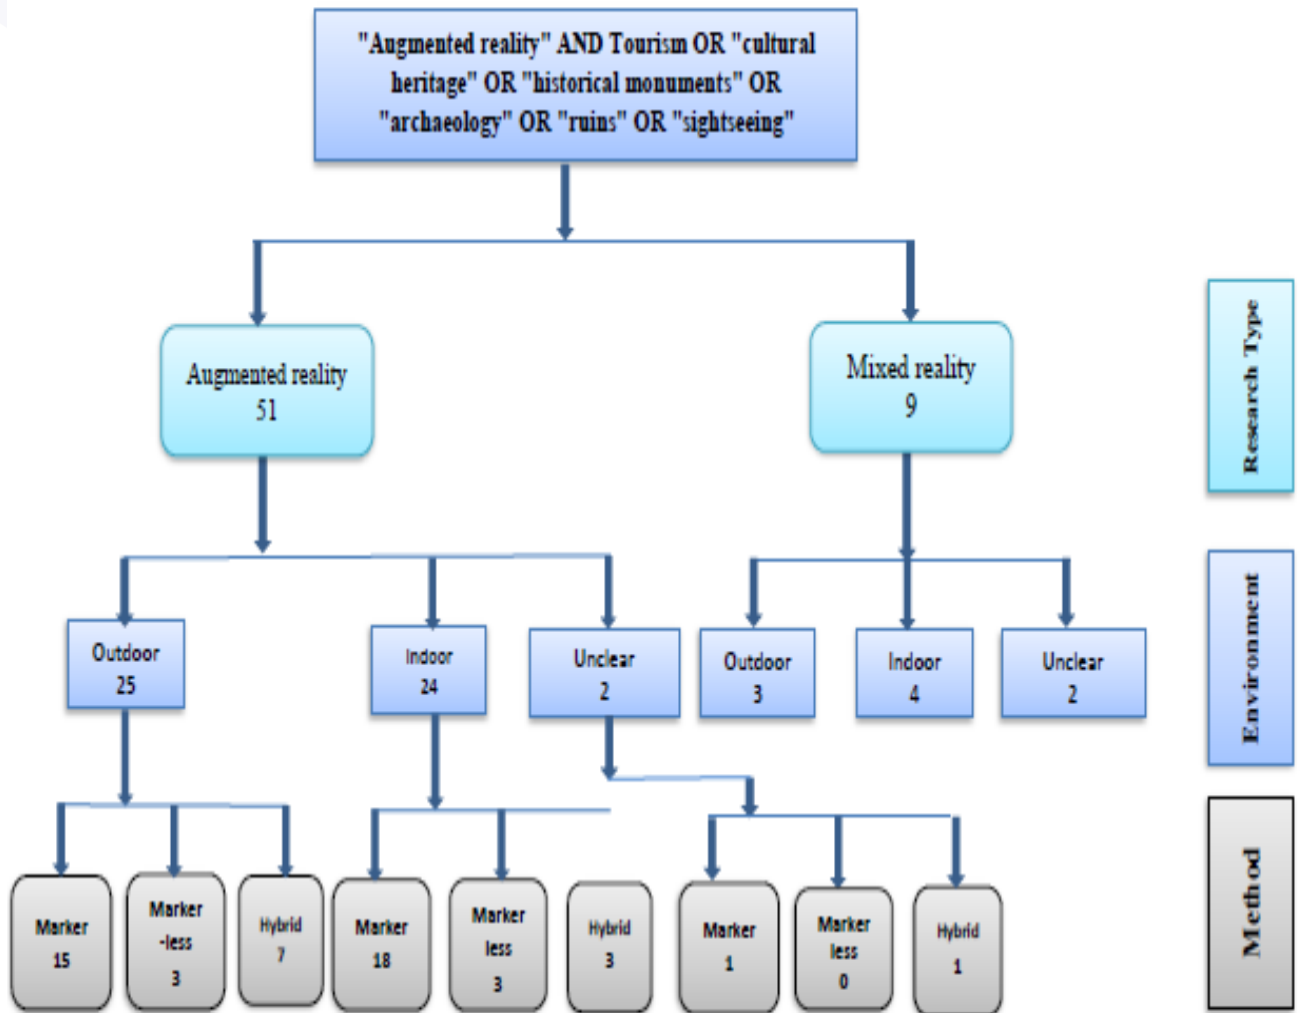 "Augmented reality" AND Tourism OR "cultural
heritage" OR "historical monuments" OR
"archaeology" OR "ruins" OR "sightseeing"
Augmented reality
51
Mixed reality
9
Research Type
Outdoor
25
Indoor
24
Unclear
2
Outdoor
3
Indoor
4
Unclear
2
Environment
Marker
15
Marker
-less
3
Hybrid
7
Marker
18
Marker
less
3
Hybrid
3
Marker
1
Marker
less
0
Hybrid
1
Method